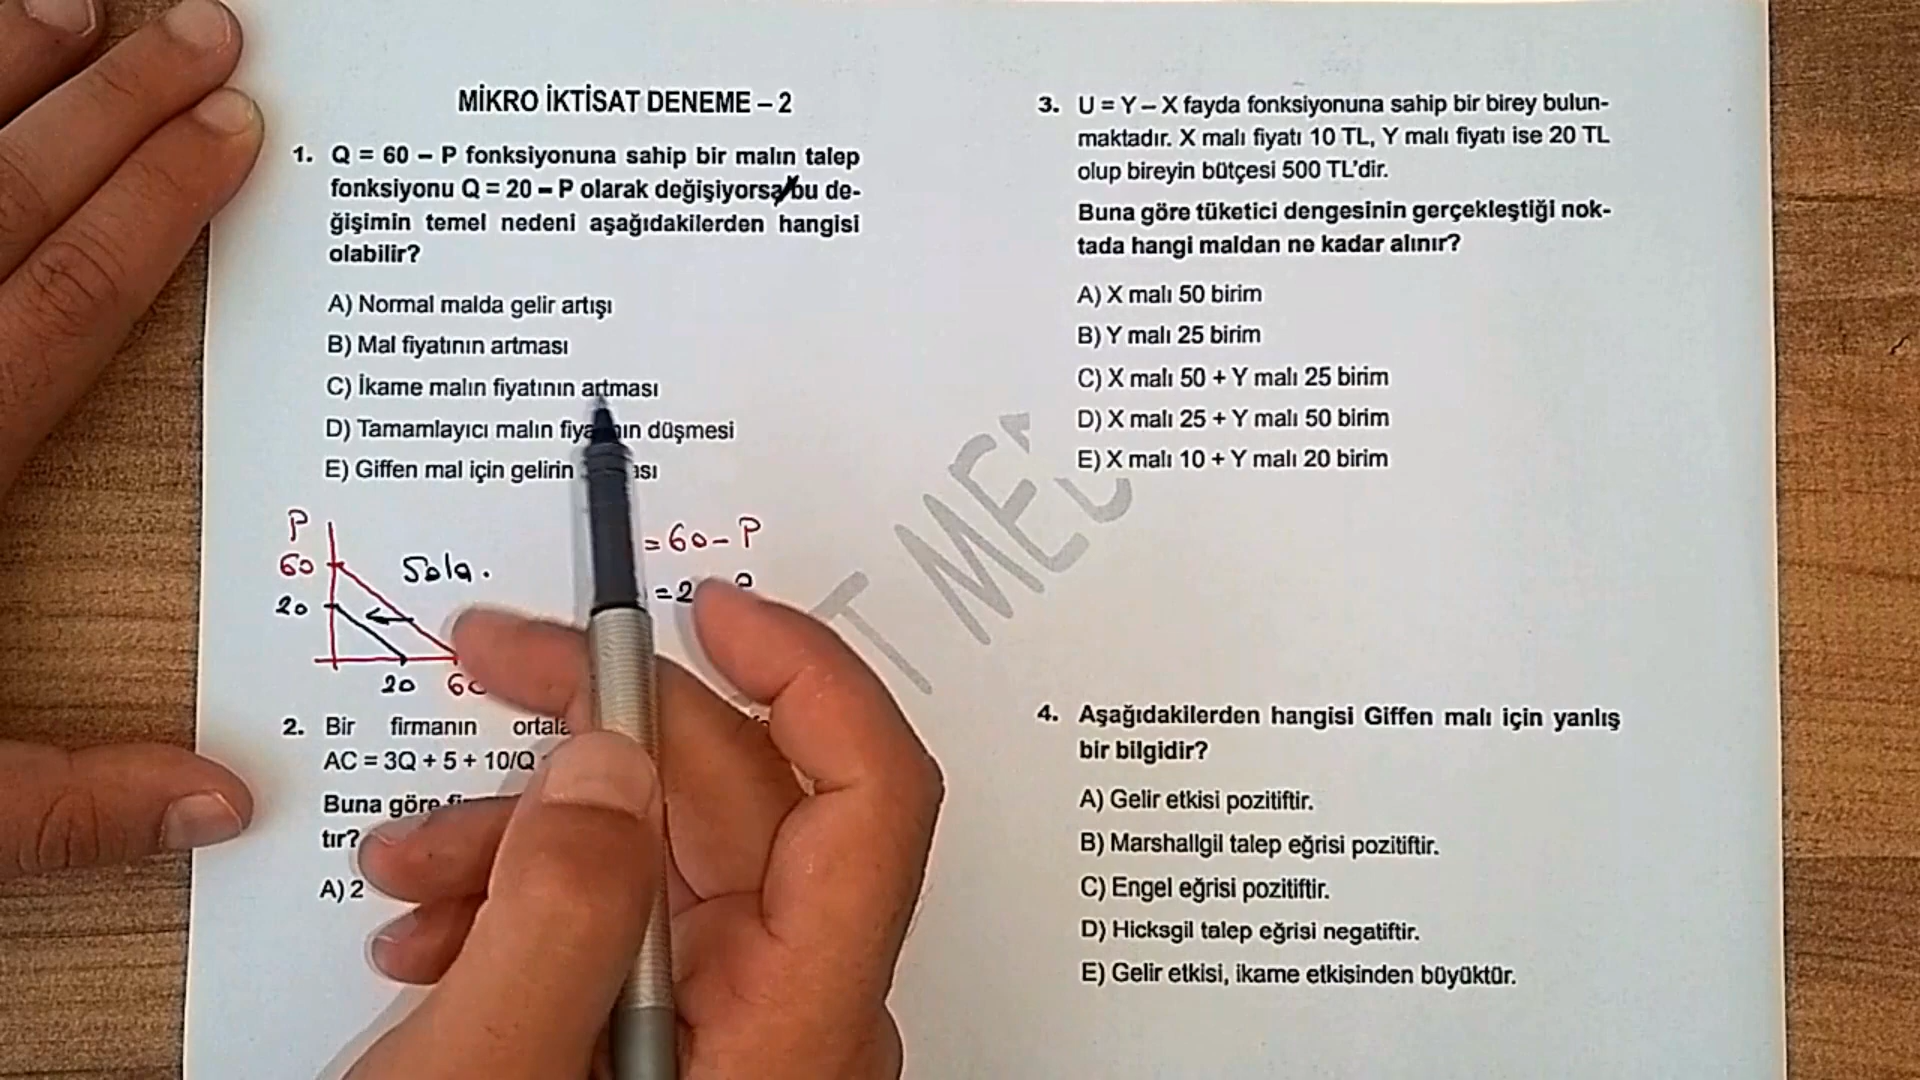 MİKRO İKTİSAT DENEME – 2
1. Q = 60 – P fonksiyonuna sahip bir malın talep
fonksiyonu Q = 20 – P olarak değişiyorsa bu de-
ğişimin temel nedeni aşağıdakilerden hangisi
olabilir?
A) Normal malda gelir artışı
B) Mal fiyatının artması
C) İkame malın fiyatının artması
D) Tamamlayıcı malın düşmesi
E) Giffen mal için gelirin
P
60
20
Sola.
20 60
= 60 – P
2. Bir firmanın
AC = 3Q + 5 + 10/Q
Buna göre
tır?
A) 2
3. U = Y – X fayda fonksiyonuna sahip bir birey bulun-
maktadır. X malı fiyatı 10 TL, Y malı fiyatı ise 20 TL
olup bireyin bütçesi 500 TL'dir.
Buna göre tüketici dengesinin gerçekleştiği nok-
tada hangi maldan ne kadar alınır?
A) X malı 50 birim
B) Y malı 25 birim
C) X malı 50 + Y malı 25 birim
D) X malı 25 + Y malı 50 birim
E) X malı 10 + Y malı 20 birim
4. Aşağıdakilerden hangisi Giffen malı için yanlış
bir bilgidir?
A) Gelir etkisi pozitiftir.
B) Marshallgil talep eğrisi pozitiftir.
C) Engel eğrisi pozitiftir.
D) Hicksgil talep eğrisi negatiftir.
E) Gelir etkisi, ikame etkisinden büyüktür.